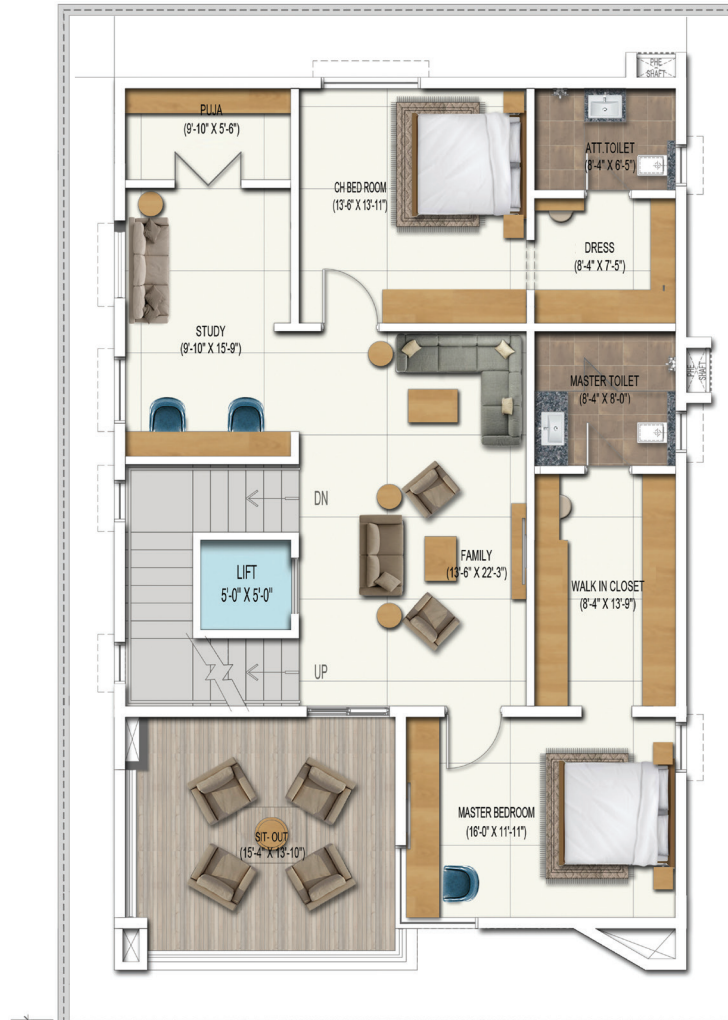 PHE
SHAFT
PUJA
(9'-10" X 5'-6")
ATT.TOILET
(8'-4" X 6'-5")
CH BED ROOM
(13'-6" X 13'-11")
DRESS
(8'-4" X 7'-5")
STUDY
(9'-10" X 15'-9")
PHE
SHAFT
MASTER TOILET
(8'-4" X 8'-0")
DN
FAMILY
(13'-6" X 22'-3")
LIFT
5'-0" X 5'-0"
WALK IN CLOSET
(8'-4" X 13'-9")
UP
MASTER BEDROOM
(16'-0" X 11'-11")
SIT- OUT
(15'-4" X 13'-10")